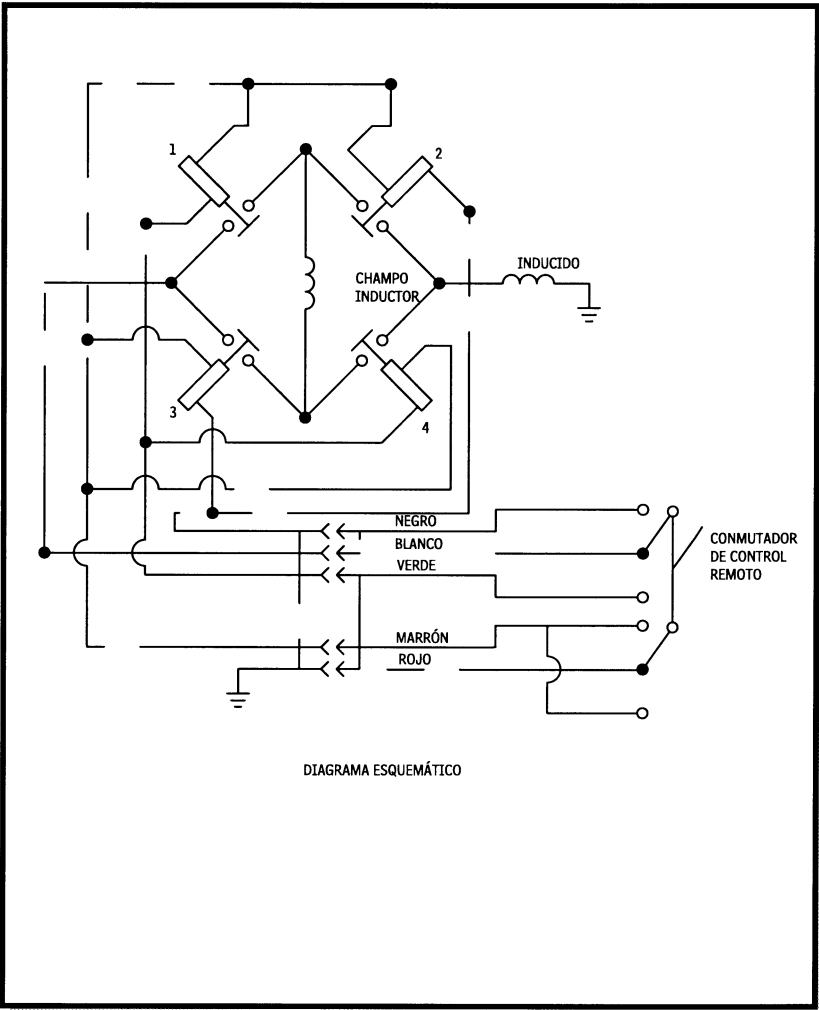 1
2
INDUCIDO
CHAMPO
INDUCTOR
3
4
NEGRO
BLANCO
VERDE
CONMUTADOR
DE CONTROL
REMOTO
MARRÓN
ROJO
DIAGRAMA ESQUEMÁTICO